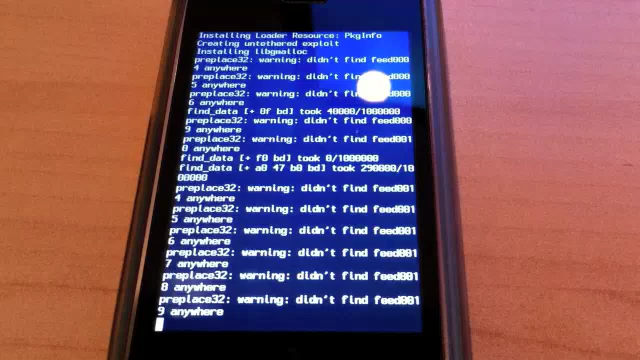 Installing Loader Resource: PkgInfo
Creating untethered exploit
Installing libgmalloc
preplace32: warning: didn't find feed000
4 anywhere
preplace32: warning: didn't find feed000
5 anywhere
preplace32: warning: didn't find feed000
6 anywhere
find_data [+ 0f bd] took 40000/1000000
preplace32: warning: didn't find feed000
9 anywhere
preplace32: warning: didn't find feed001
0 anywhere
find_data [+ f0 bd] took 0/1000000
find_data [+ a0 47 b0 bd] took 290000/10
00000
preplace32: warning: didn't find feed001
4 anywhere
preplace32: warning: didn't find feed001
5 anywhere
preplace32: warning: didn't find feed001
6 anywhere
preplace32: warning: didn't find feed001
7 anywhere
preplace32: warning: didn't find feed001
8 anywhere
preplace32: warning: didn't find feed001
9 anywhere